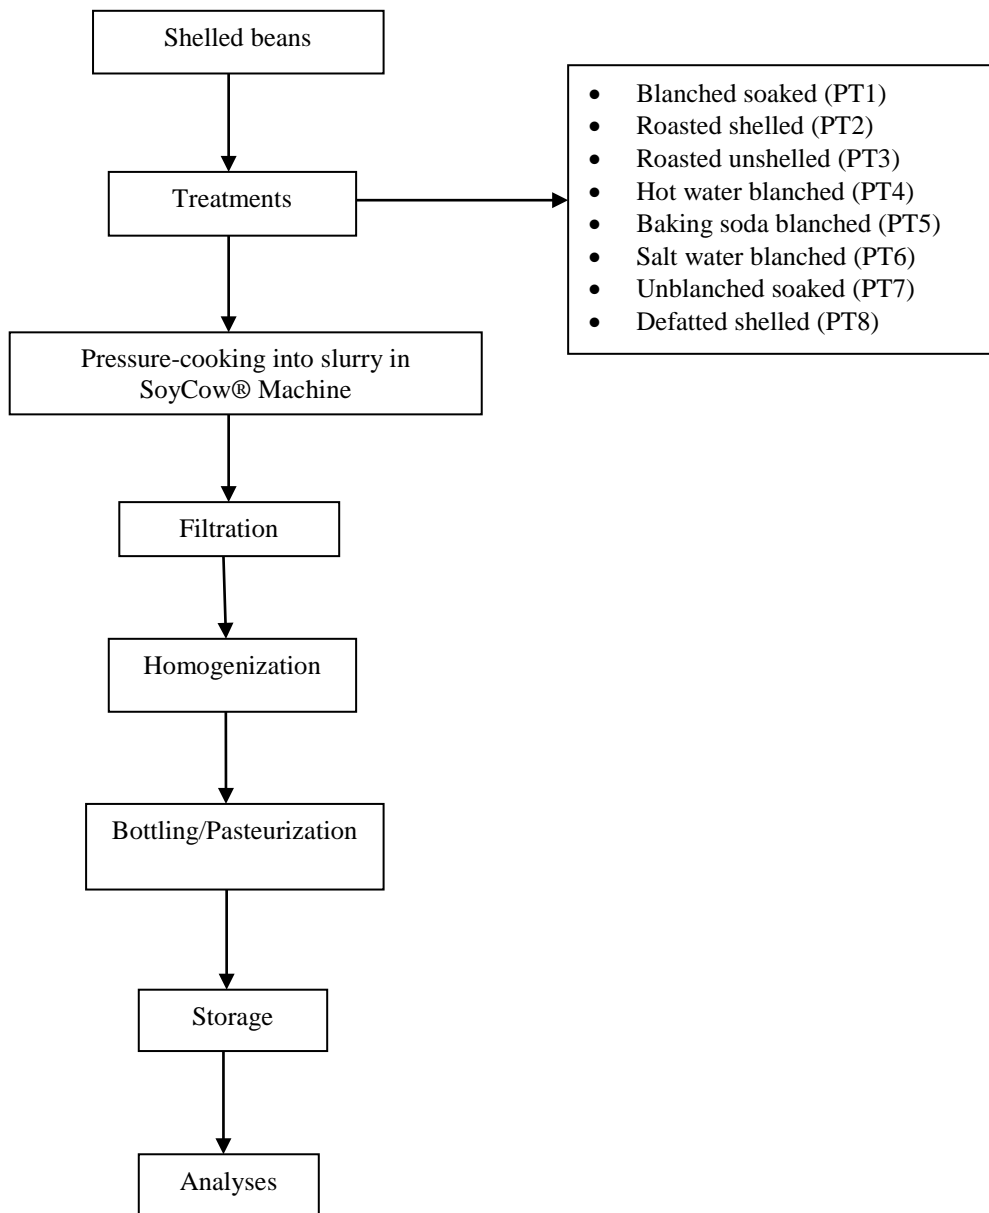 Shelled beans
• Blanched soaked (PT1)
• Roasted shelled (PT2)
• Roasted unshelled (PT3)
• Hot water blanched (PT4)
• Baking soda blanched (PT5)
• Salt water blanched (PT6)
• Unblanched soaked (PT7)
• Defatted shelled (PT8)
Treatments
Pressure-cooking into slurry in
SoyCow® Machine
Filtration
Homogenization
Bottling/Pasteurization
Storage
Analyses